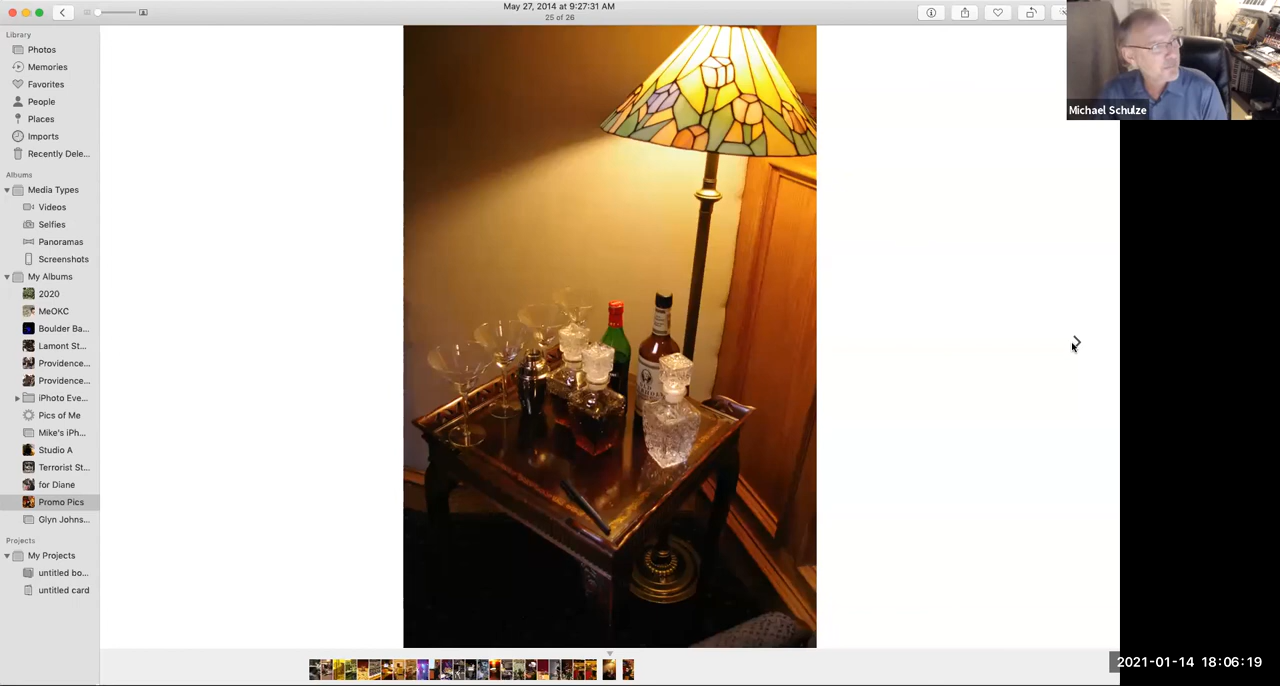 May 27, 2014 at 9:27:31 AM
25 of 26
Library
Photos
Memories
Favorites
People
Places
Imports
Recently Dele...
Albums
Media Types
Videos
Selfies
Panoramas
Screenshots
My Albums
2020
MeOKC
Boulder Ba...
Lamont St...
Providence...
Providence...
iPhoto Eve...
Pics of Me
Mike's iPh...
Studio A
Terrorist St...
for Diane
Promo Pics
Glyn Johns...
Projects
My Projects
untitled bo...
untitled card
Michael Schulze
2021-01-14 18:06:19